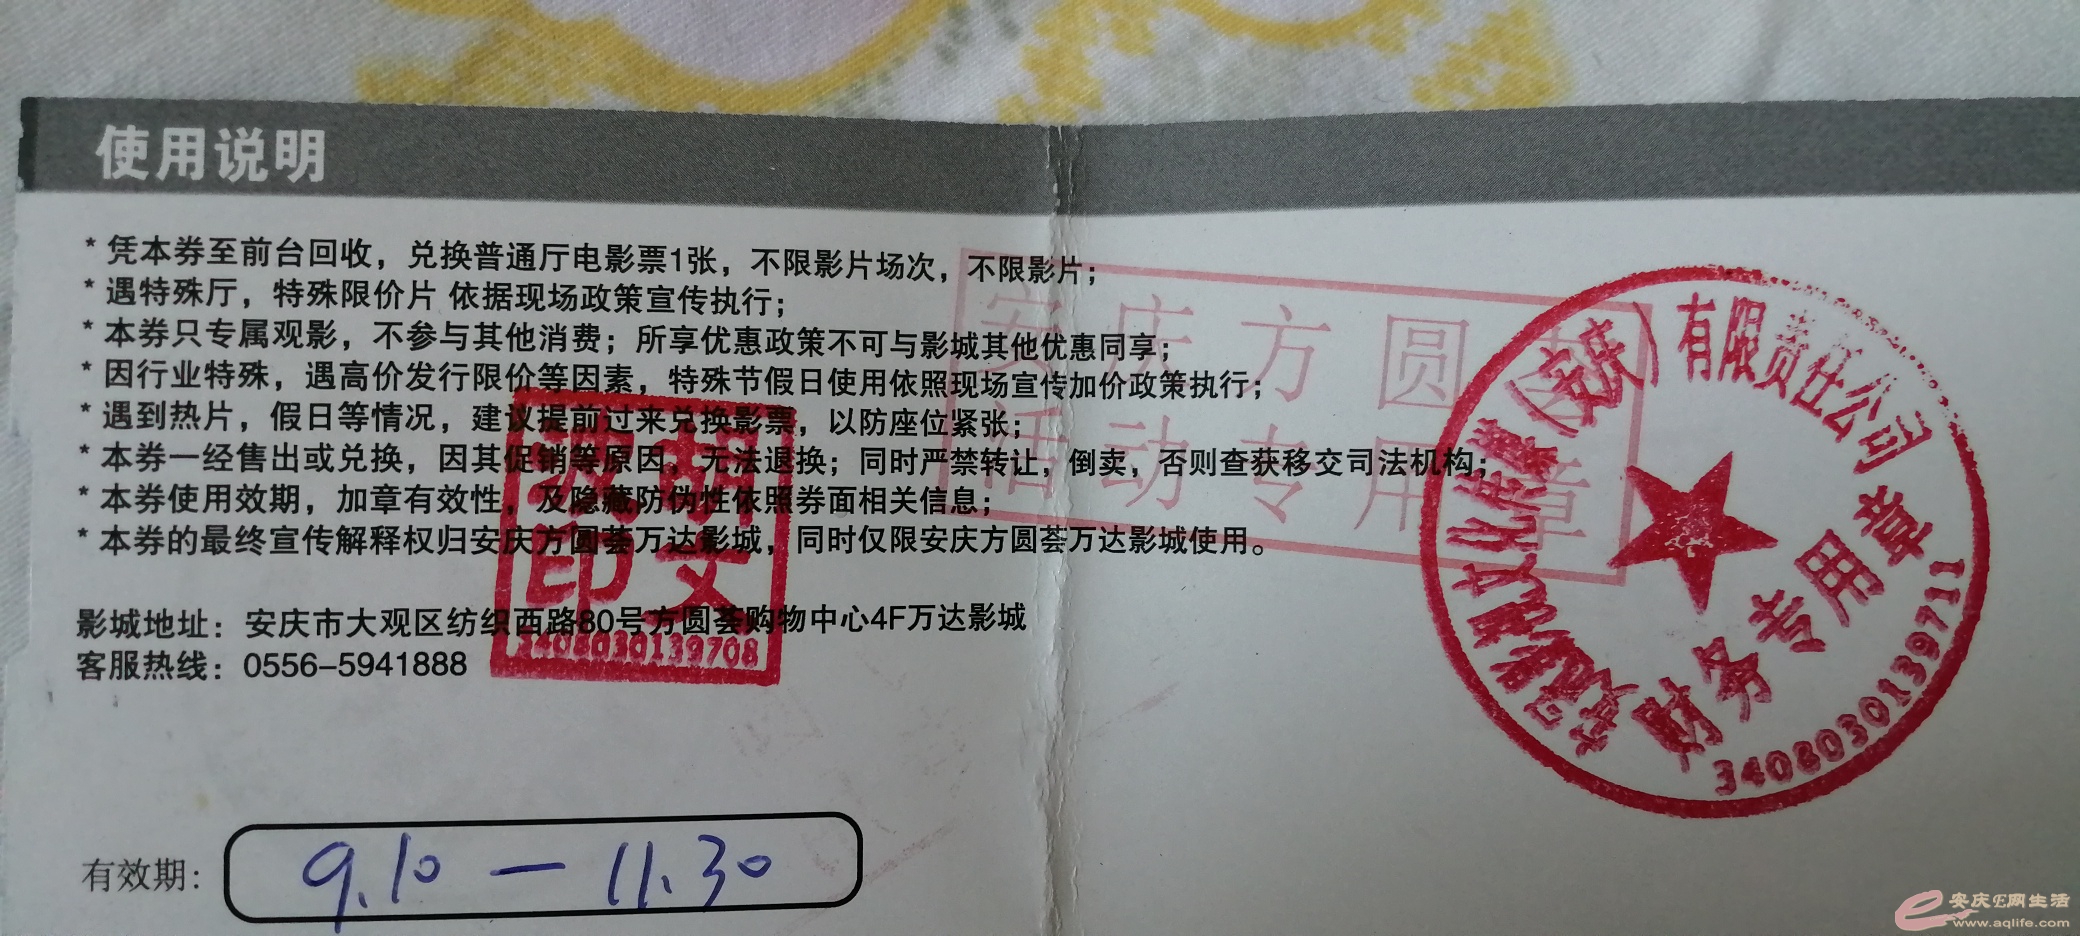 使用说明
* 凭本券至前台回收，兑换普通厅电影票1张，不限影片场次，不限影片；
* 遇特殊厅，特殊限价片 依据现场政策宣传执行；
* 本券只专属观影，不参与其他消费；所享优惠政策不可与影城其他优惠同享；
* 因行业特殊，遇高价发行限价等因素，特殊节假日使用依照现场宣传加价政策执行；
* 遇到热片，假日等情况，建议提前过来兑换影票，以防座位紧张；
* 本券一经售出或兑换，因其促销等原因，无法退换；同时严禁转让，倒卖，否则查获移交司法机构；
* 本券使用效期，加章有效性，及隐藏防伪性依照券面相关信息；
* 本券的最终宣传解释权归安庆方圆荟万达影城，同时仅限安庆方圆荟万达影城使用。
影城地址：安庆市大观区纺织西路80号方圆荟购物中心4F万达影城
客服热线：0556-5941888
有效期：
9.10 — 11.30
安庆方圆荟
活动专用章
胡文
印
3408030139708
文化传媒（安庆）有限责任公司
财务专用章
3408030139711
安庆E网生活
www.aqlife.com